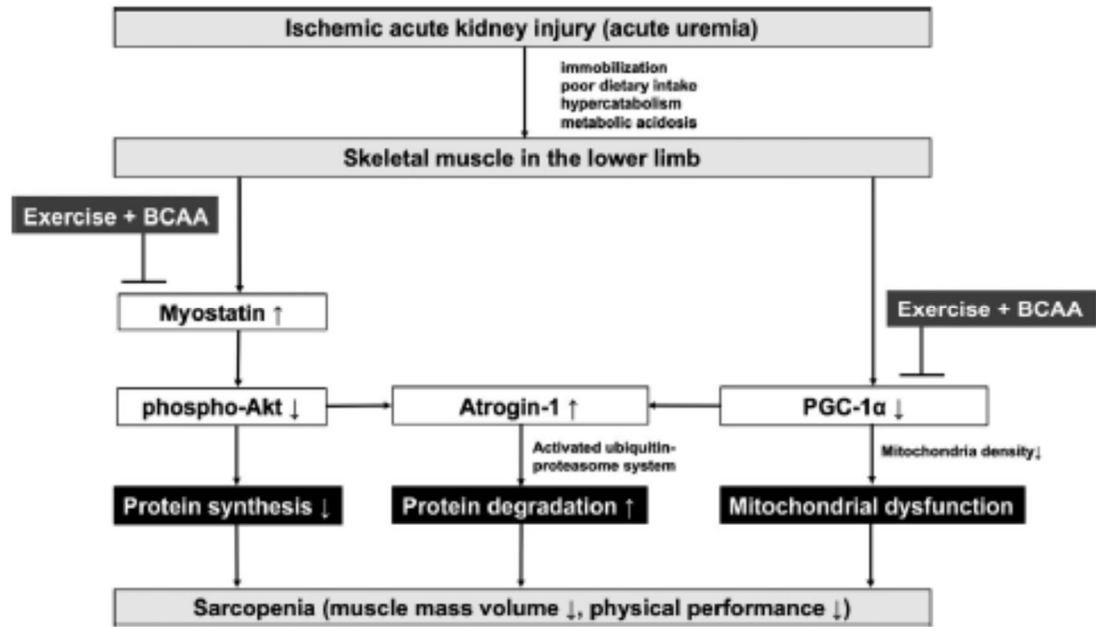 Ischemic acute kidney injury (acute uremia)
immobilization
poor dietary intake
hypercatabolism
metabolic acidosis
Skeletal muscle in the lower limb
Exercise + BCAA
Myostatin ↑
Exercise + BCAA
phospho-Akt ↓
Atrogin-1 ↑
PGC-1α ↓
Activated ubiquitin-
proteasome system
Mitochondria density↓
Protein synthesis ↓
Protein degradation ↑
Mitochondrial dysfunction
Sarcopenia (muscle mass volume ↓, physical performance ↓)